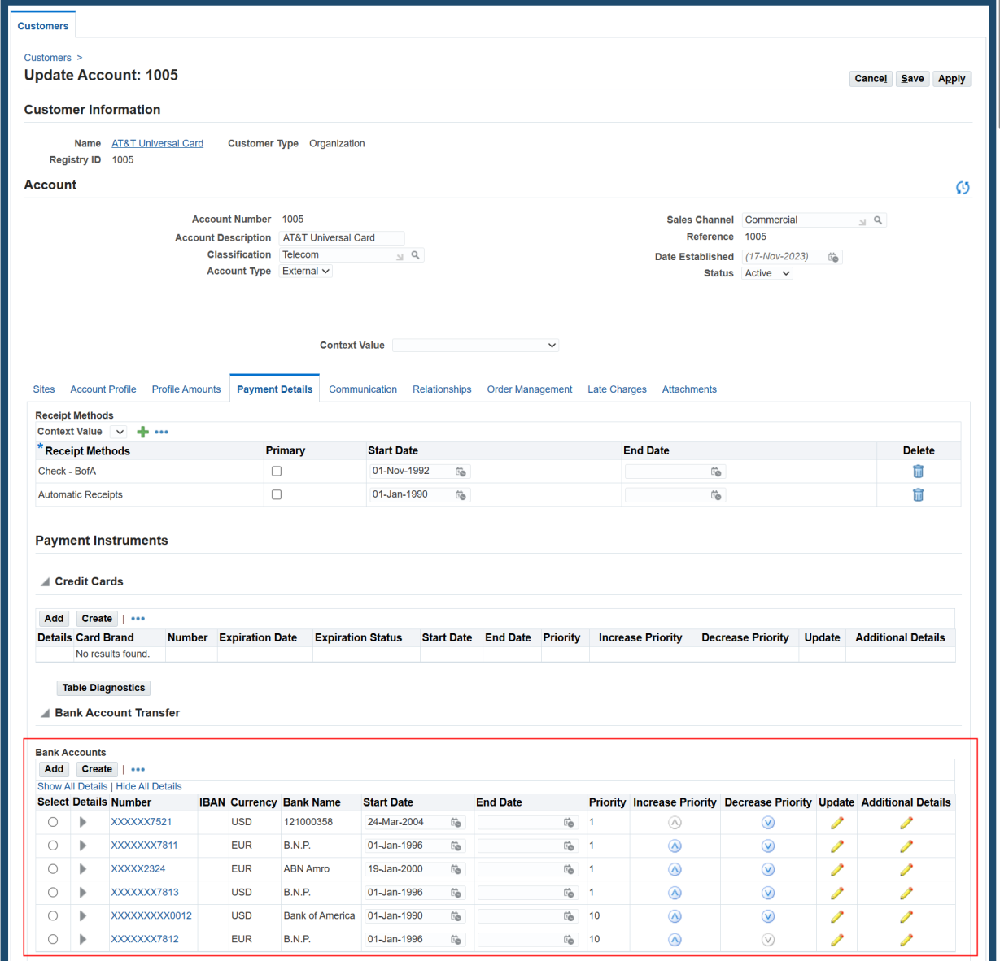 Customers
Customers >
Update Account: 1005
Cancel Save Apply
Customer Information
Name AT&T Universal Card Customer Type Organization
Registry ID 1005
Account
Account Number 1005
Account Description AT&T Universal Card
Classification Telecom
Account Type External
Sales Channel Commercial
Reference 1005
Date Established (17-Nov-2023)
Status Active
Context Value
Sites Account Profile Profile Amounts Payment Details Communication Relationships Order Management Late Charges Attachments
Receipt Methods
Context Value
* Receipt Methods Primary Start Date End Date Delete
Check - BofA 01-Nov-1992
Automatic Receipts 01-Jan-1990
Payment Instruments
Credit Cards
Add Create |
Details Card Brand Number Expiration Date Expiration Status Start Date End Date Priority Increase Priority Decrease Priority Update Additional Details
No results found.
Table Diagnostics
Bank Account Transfer
Bank Accounts
Add Create |
Show All Details | Hide All Details
Select Details Number IBAN Currency Bank Name Start Date End Date Priority Increase Priority Decrease Priority Update Additional Details
XXXXXX7521 USD 121000358 24-Mar-2004 1
XXXXXXX7811 EUR B.N.P. 01-Jan-1996 1
XXXXX2324 EUR ABN Amro 19-Jan-2000 1
XXXXXXX7813 USD B.N.P. 01-Jan-1996 1
XXXXXXXXX0012 USD Bank of America 01-Jan-1990 10
XXXXXXX7812 EUR B.N.P. 01-Jan-1996 10